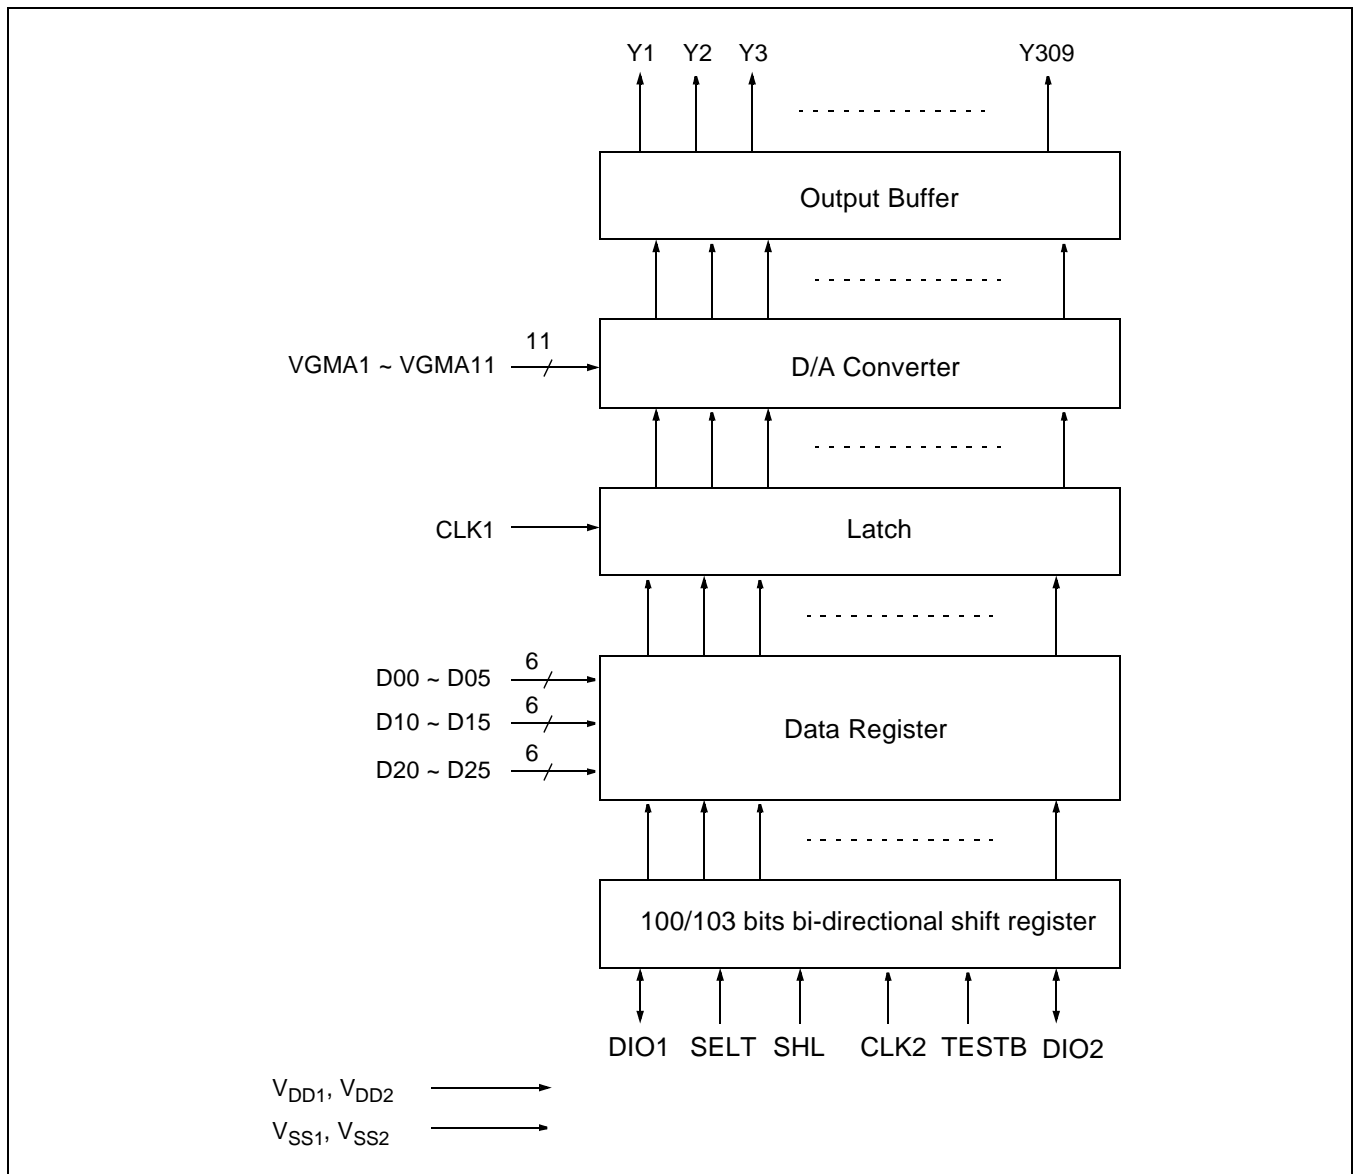 Y1 Y2 Y3 Y309
Output Buffer
11
VGMA1 ~ VGMA11
D/A Converter
CLK1
Latch
6
D00 ~ D05
6
D10 ~ D15
Data Register
6
D20 ~ D25
100/103 bits bi-directional shift register
DIO1 SELT SHL CLK2 TESTB DIO2
VDD1, VDD2
VSS1, VSS2